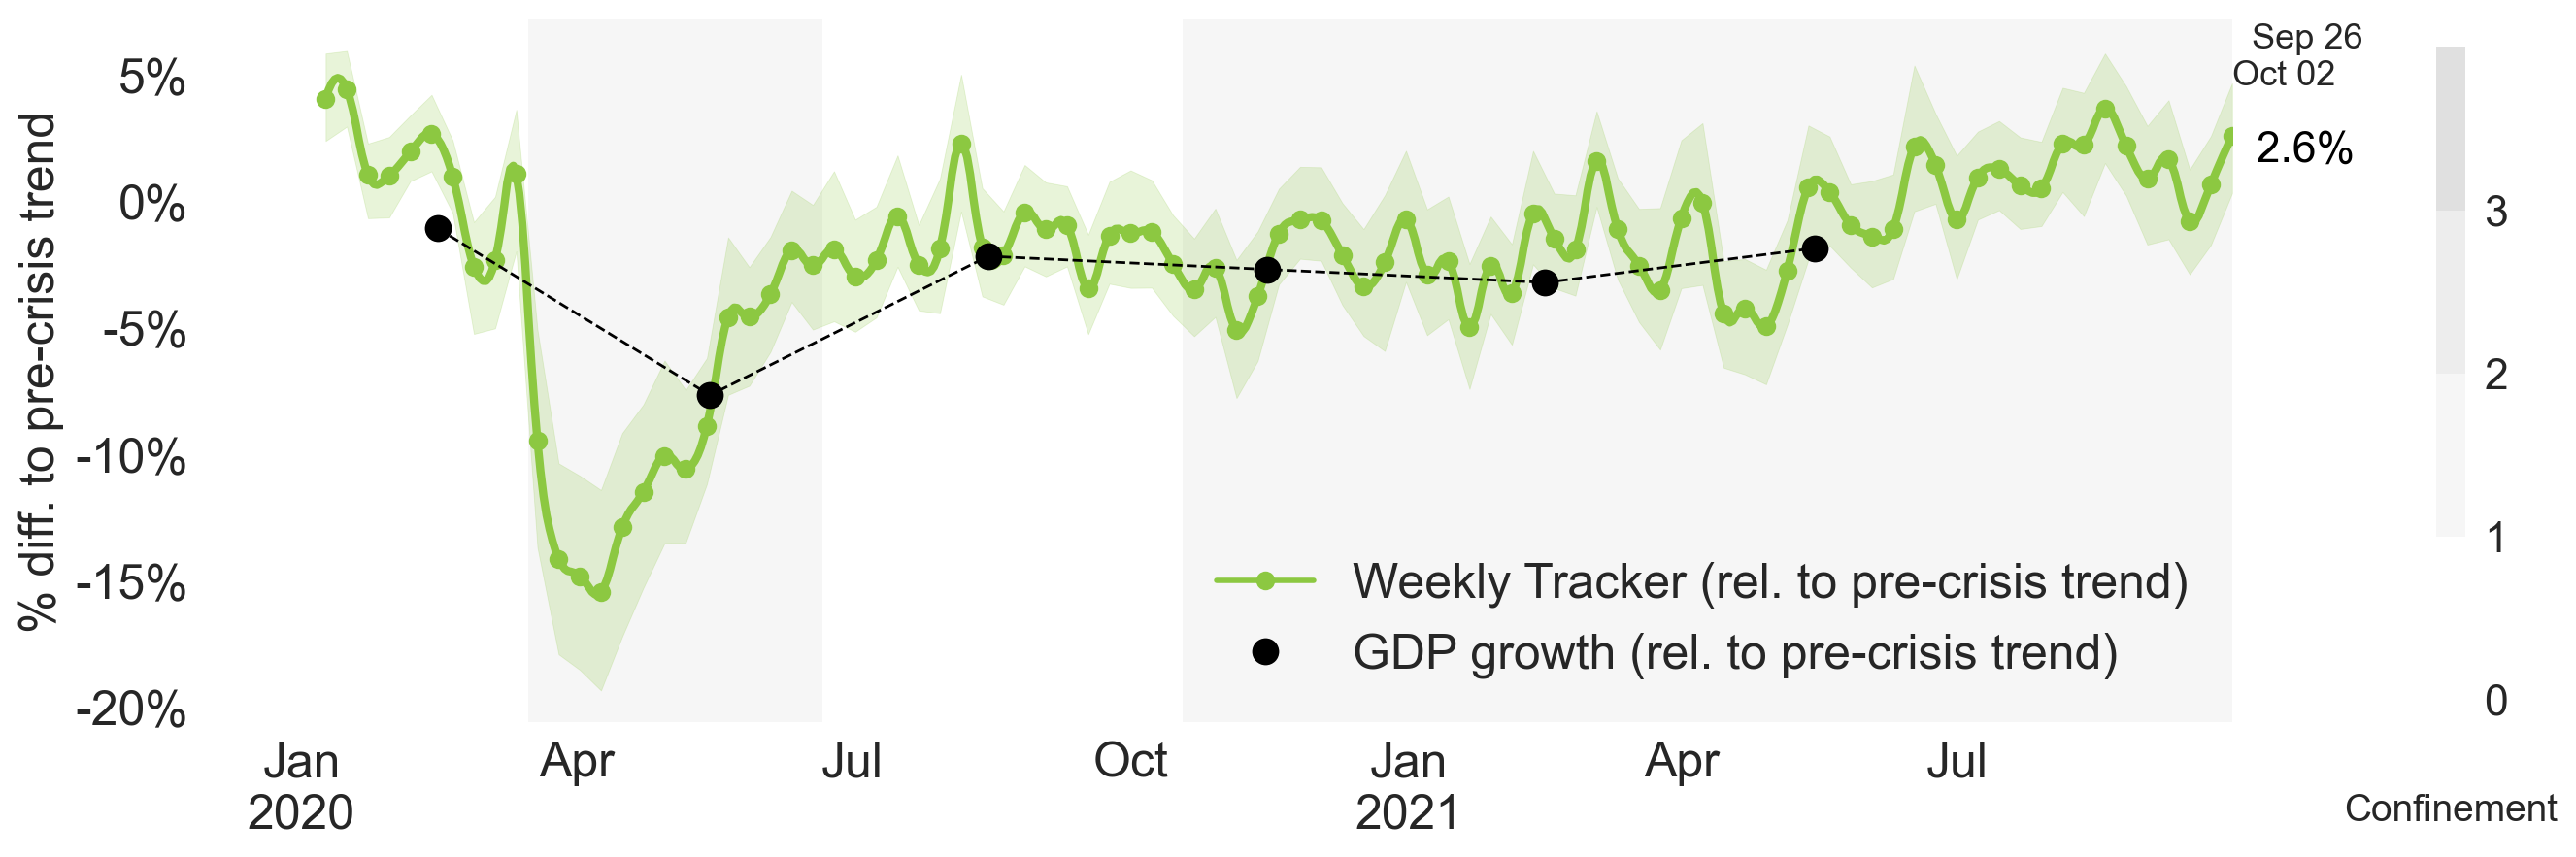 % diff. to pre-crisis trend
5%
0%
-5%
-10%
-15%
-20%
Jan
2020
Apr
Jul
Oct
Jan
2021
Apr
Jul
Sep 26
Oct 02
2.6%
Weekly Tracker (rel. to pre-crisis trend)
GDP growth (rel. to pre-crisis trend)
3
2
1
0
Confinement